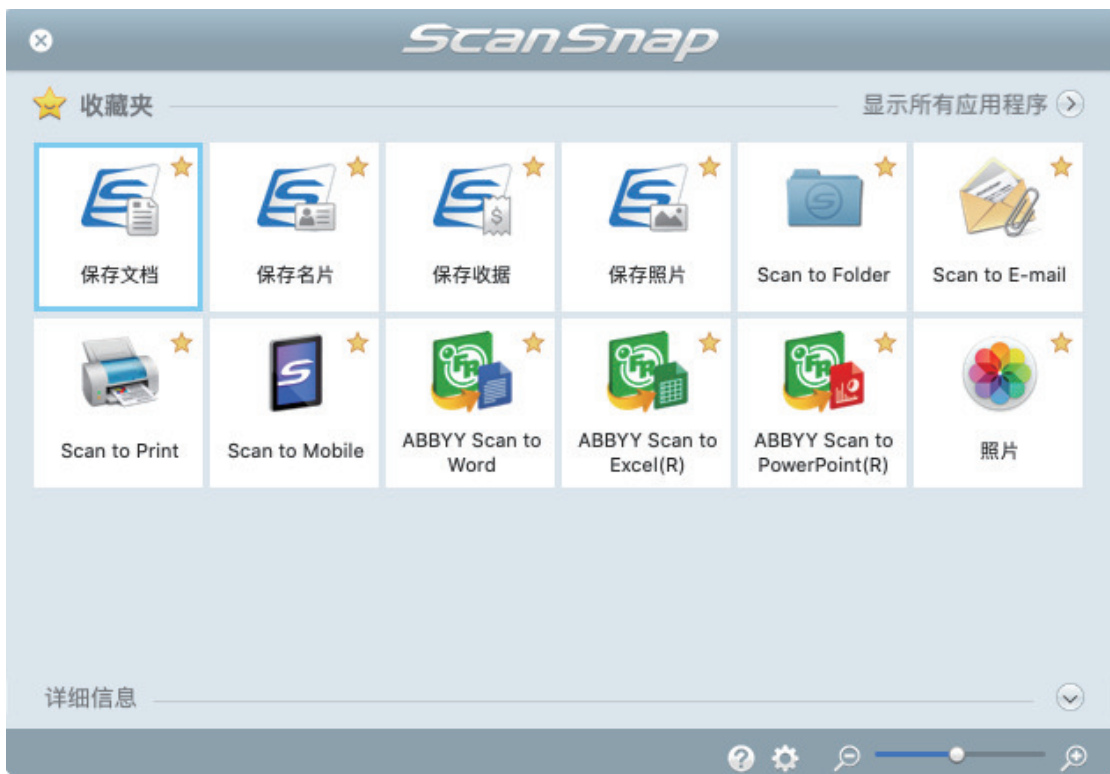 ScanSnap
收藏夹
显示所有应用程序
保存文档
保存名片
保存收据
保存照片
Scan to Folder
Scan to E-mail
Scan to Print
Scan to Mobile
ABBYY Scan to
Word
ABBYY Scan to
Excel(R)
ABBYY Scan to
PowerPoint(R)
照片
详细信息